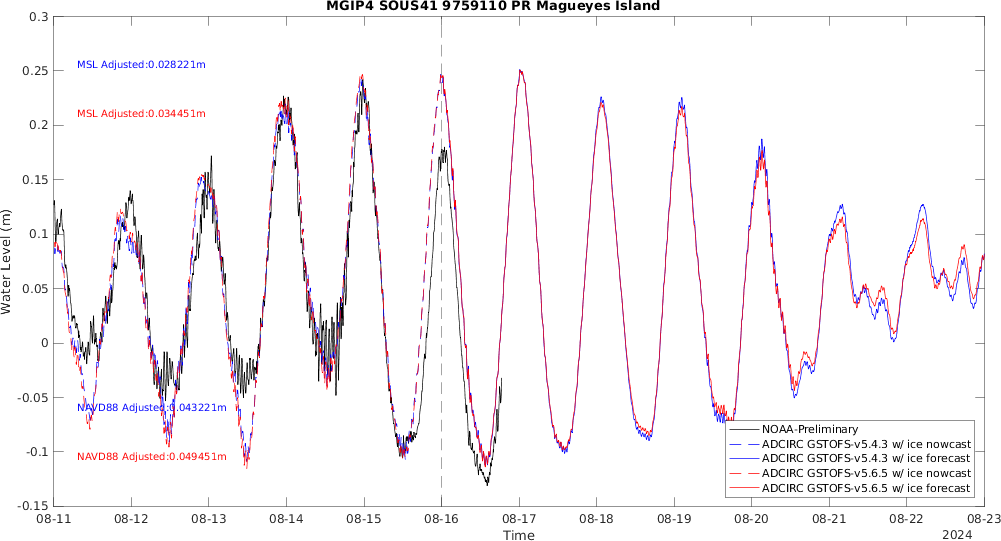 MGIP4 SOUS41 9759110 PR Magueyes Island
0.3
0.25
0.2
0.15
0.1
0.05
0
-0.05
-0.1
-0.15
Water Level (m)
MSL Adjusted:0.028221m
MSL Adjusted:0.034451m
NAVD88 Adjusted:0.043221m
NAVD88 Adjusted:0.049451m
NOAA-Preliminary
ADCIRC GSTOFS-v5.4.3 w/ ice nowcast
ADCIRC GSTOFS-v5.4.3 w/ ice forecast
ADCIRC GSTOFS-v5.6.5 w/ ice nowcast
ADCIRC GSTOFS-v5.6.5 w/ ice forecast
08-11 08-12 08-13 08-14 08-15 08-16 08-17 08-18 08-19 08-20 08-21 08-22 08-23
Time
2024